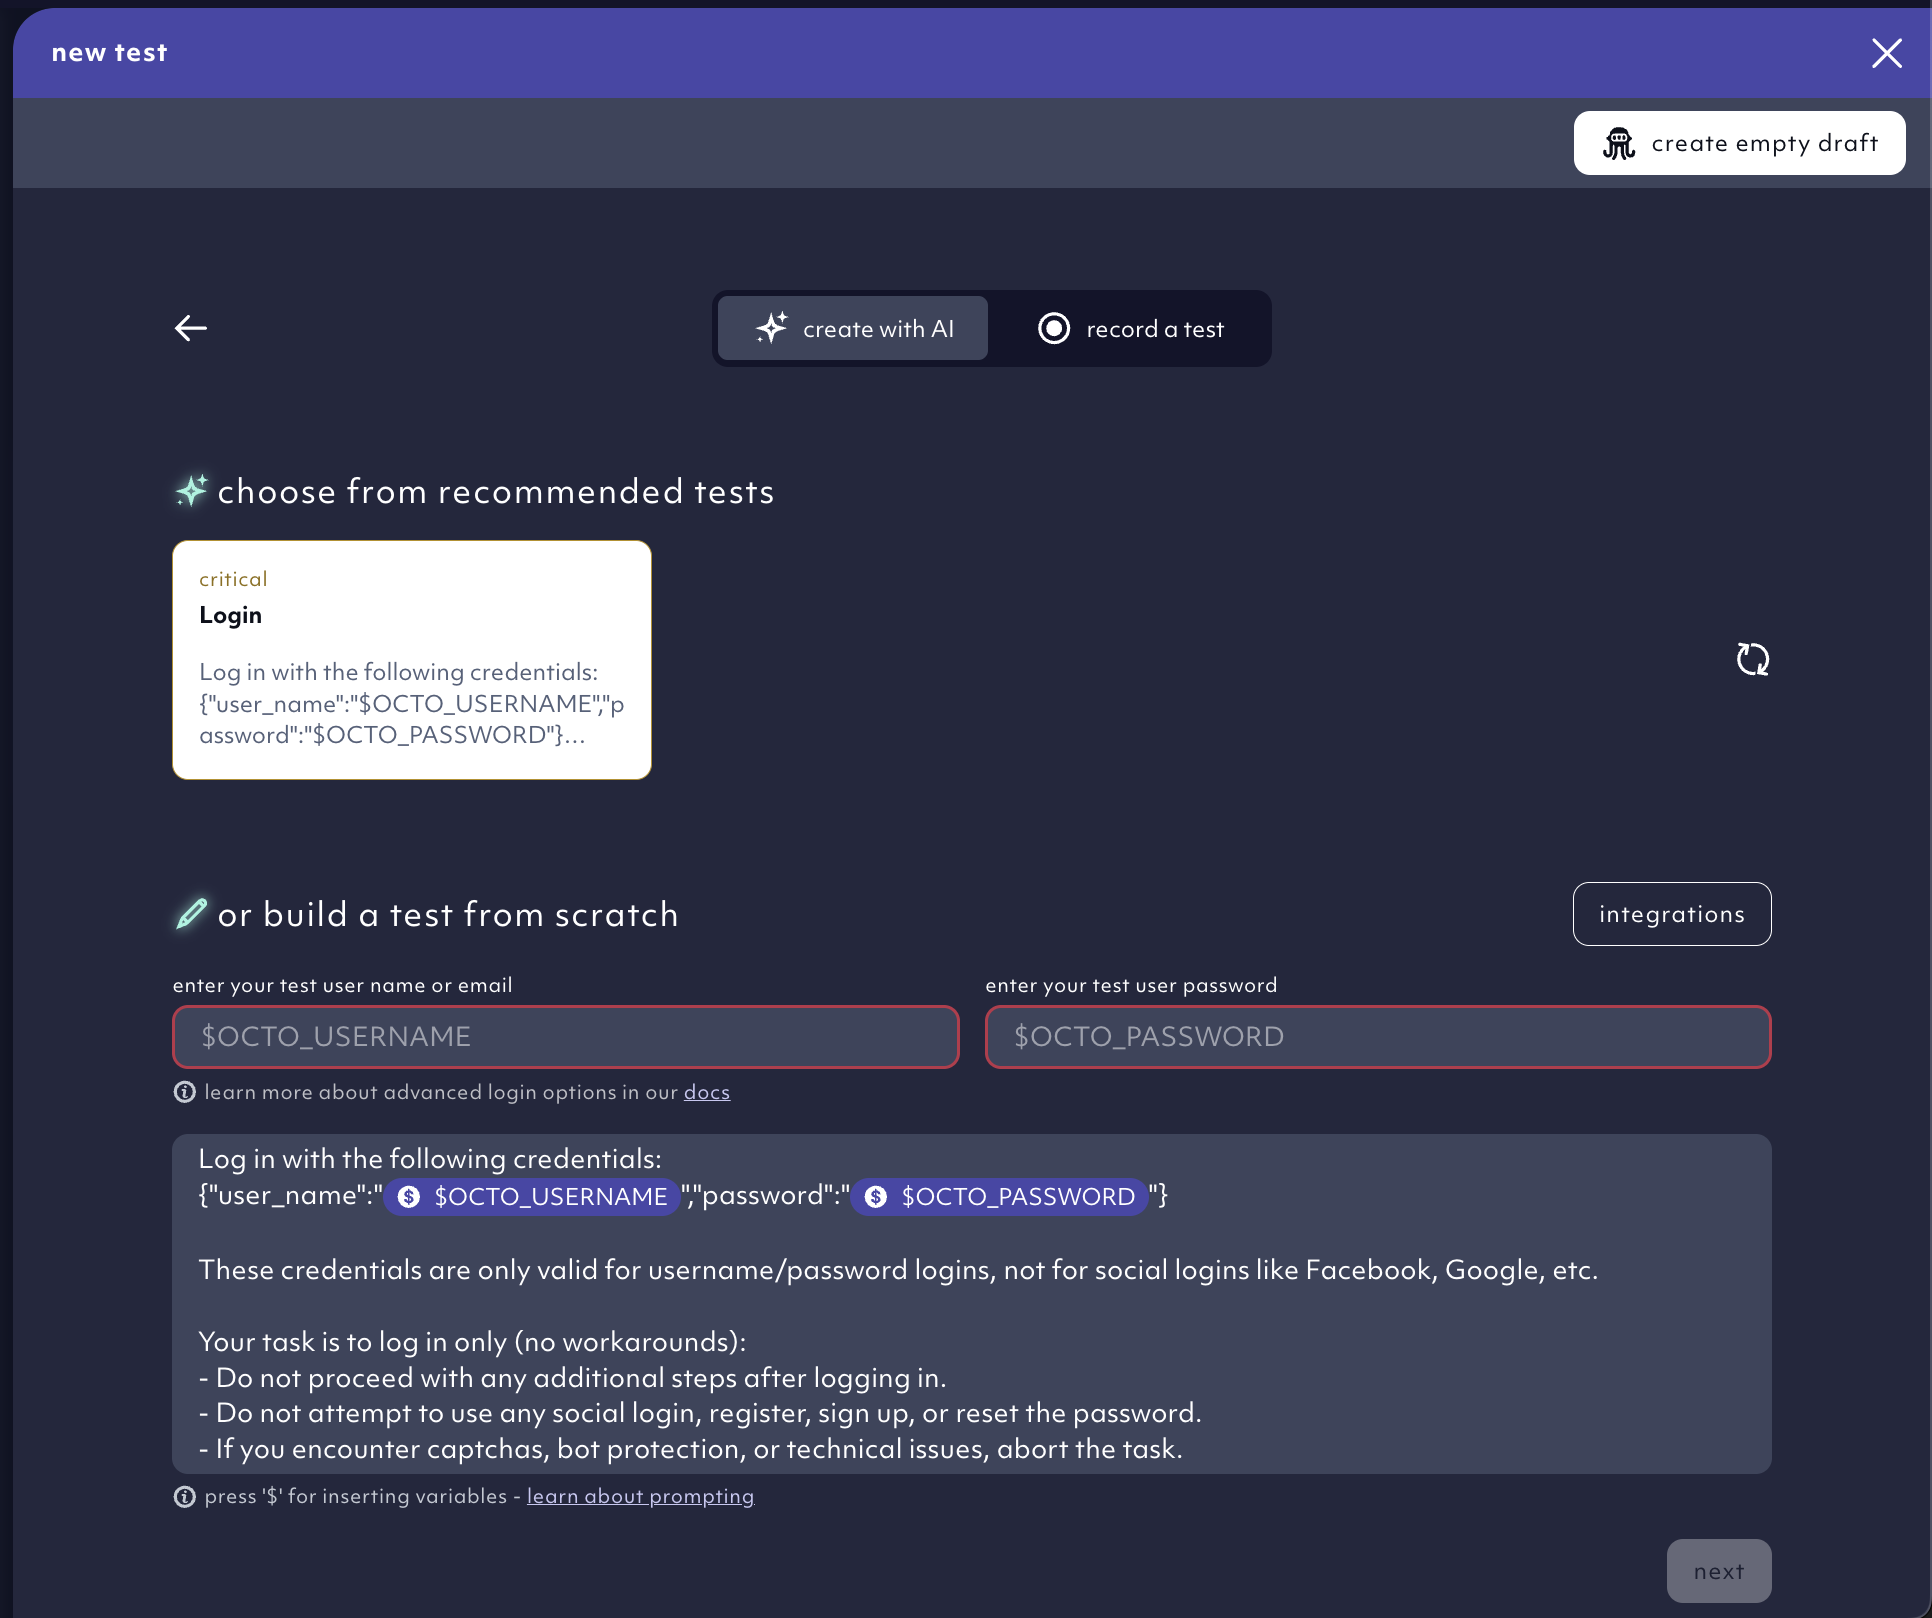 new test
create empty draft
create with AI
record a test
choose from recommended tests
critical
Login
Log in with the following credentials:
{"user_name":"$OCTO_USERNAME","p
assword":"$OCTO_PASSWORD"}...
or build a test from scratch
integrations
enter your test user name or email
enter your test user password
$OCTO_USERNAME
$OCTO_PASSWORD
learn more about advanced login options in our docs
Log in with the following credentials:
{"user_name":"$OCTO_USERNAME","password":"$OCTO_PASSWORD"}
These credentials are only valid for username/password logins, not for social logins like Facebook, Google, etc.
Your task is to log in only (no workarounds):
- Do not proceed with any additional steps after logging in.
- Do not attempt to use any social login, register, sign up, or reset the password.
- If you encounter captchas, bot protection, or technical issues, abort the task.
press '$' for inserting variables - learn about prompting
next